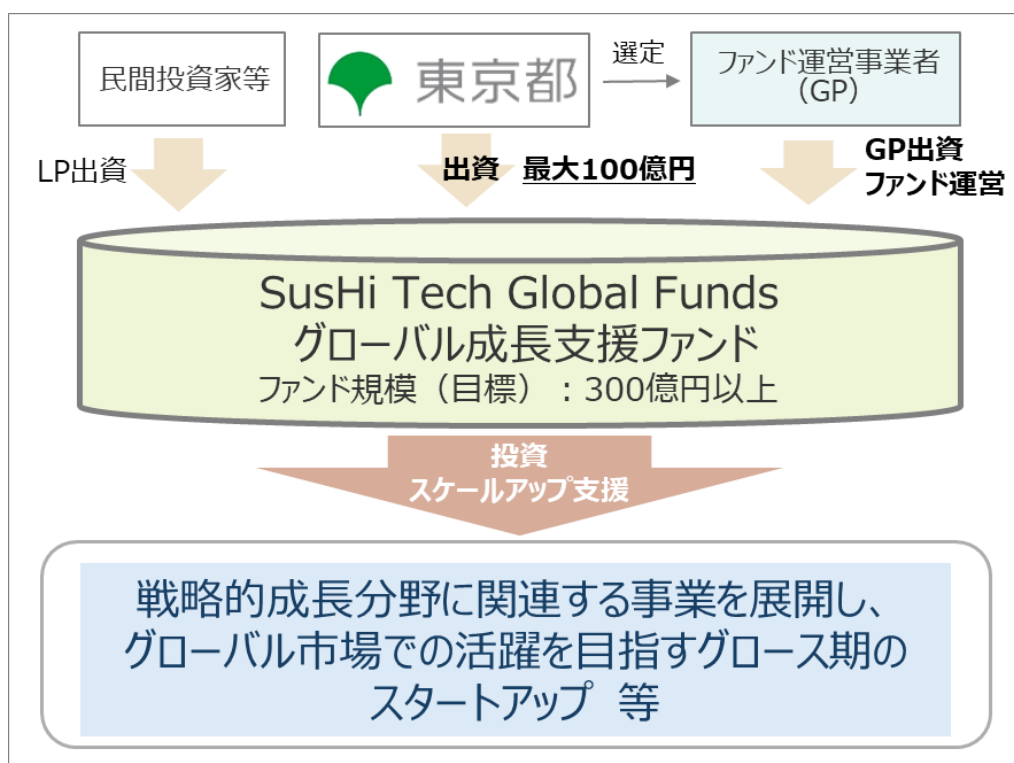 民間投資家等
東京都
選定
ファンド運営事業者
(GP)
LP出資
出資 最大100億円
GP出資
ファンド運営
SusHi Tech Global Funds
グローバル成長支援ファンド
ファンド規模（目標）：300億円以上
投資
スケールアップ支援
戦略的成長分野に関連する事業を展開し、
グローバル市場での活躍を目指すグロース期の
スタートアップ 等